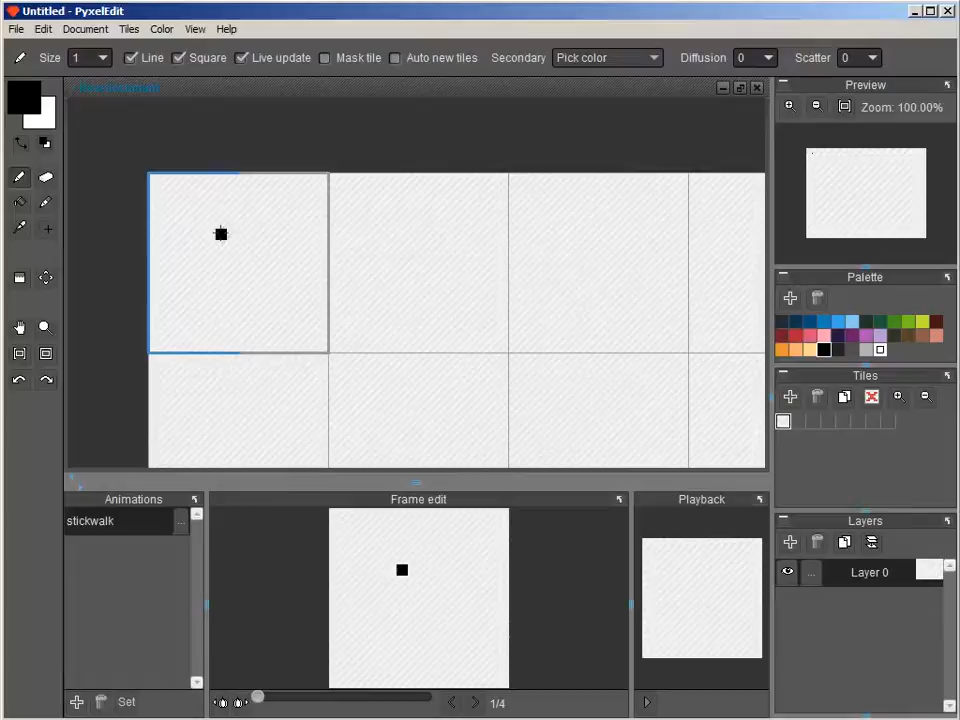 Untitled - PyxelEdit
File Edit Document Tiles Color View Help
Size 1 Line Square Live update Mask tile Auto new tiles Secondary Pick color Diffusion 0 Scatter 0
Preview
Zoom: 100.00%
Palette
Tiles
Animations Frame edit Playback Layers
stickwalk ...
... Layer 0
Set 1/4